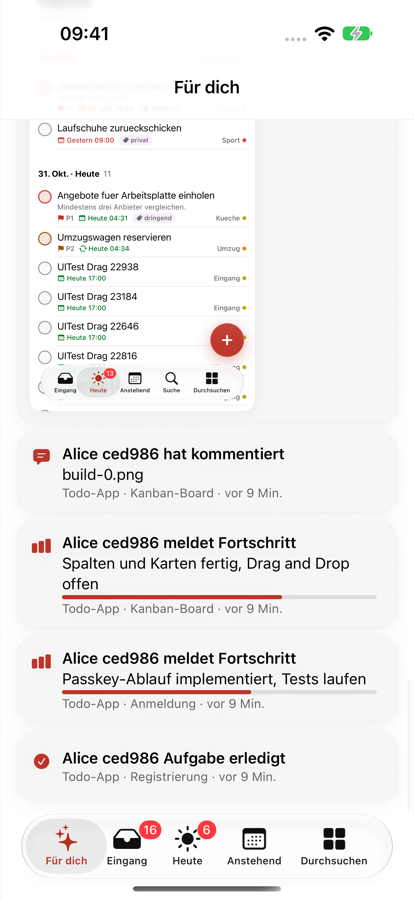 09:41
Für dich
Laufschuhe zurueckschicken
Gestern 09:00 privat Sport
31. Okt. · Heute 11
Angebote fuer Arbeitsplatte einholen
Mindestens drei Anbieter vergleichen.
P1 Heute 04:31 dringend Kueche
Umzugswagen reservieren
P2 Heute 04:34 Umzug
UITest Drag 22938
Heute 17:00 Eingang
UITest Drag 23184
Heute 17:00 Eingang
UITest Drag 22646
Heute 17:00
UITest Drag 22816
13
Eingang Heute Anstehend Suche Durchsuchen
Alice ced986 hat kommentiert
build-0.png
Todo-App · Kanban-Board · vor 9 Min.
Alice ced986 meldet Fortschritt
Spalten und Karten fertig, Drag and Drop
offen
Todo-App · Kanban-Board · vor 9 Min.
Alice ced986 meldet Fortschritt
Passkey-Ablauf implementiert, Tests laufen
Todo-App · Anmeldung · vor 9 Min.
Alice ced986 Aufgabe erledigt
Todo-App · Registrierung · vor 9 Min.
16 6
Für dich Eingang Heute Anstehend Durchsuchen